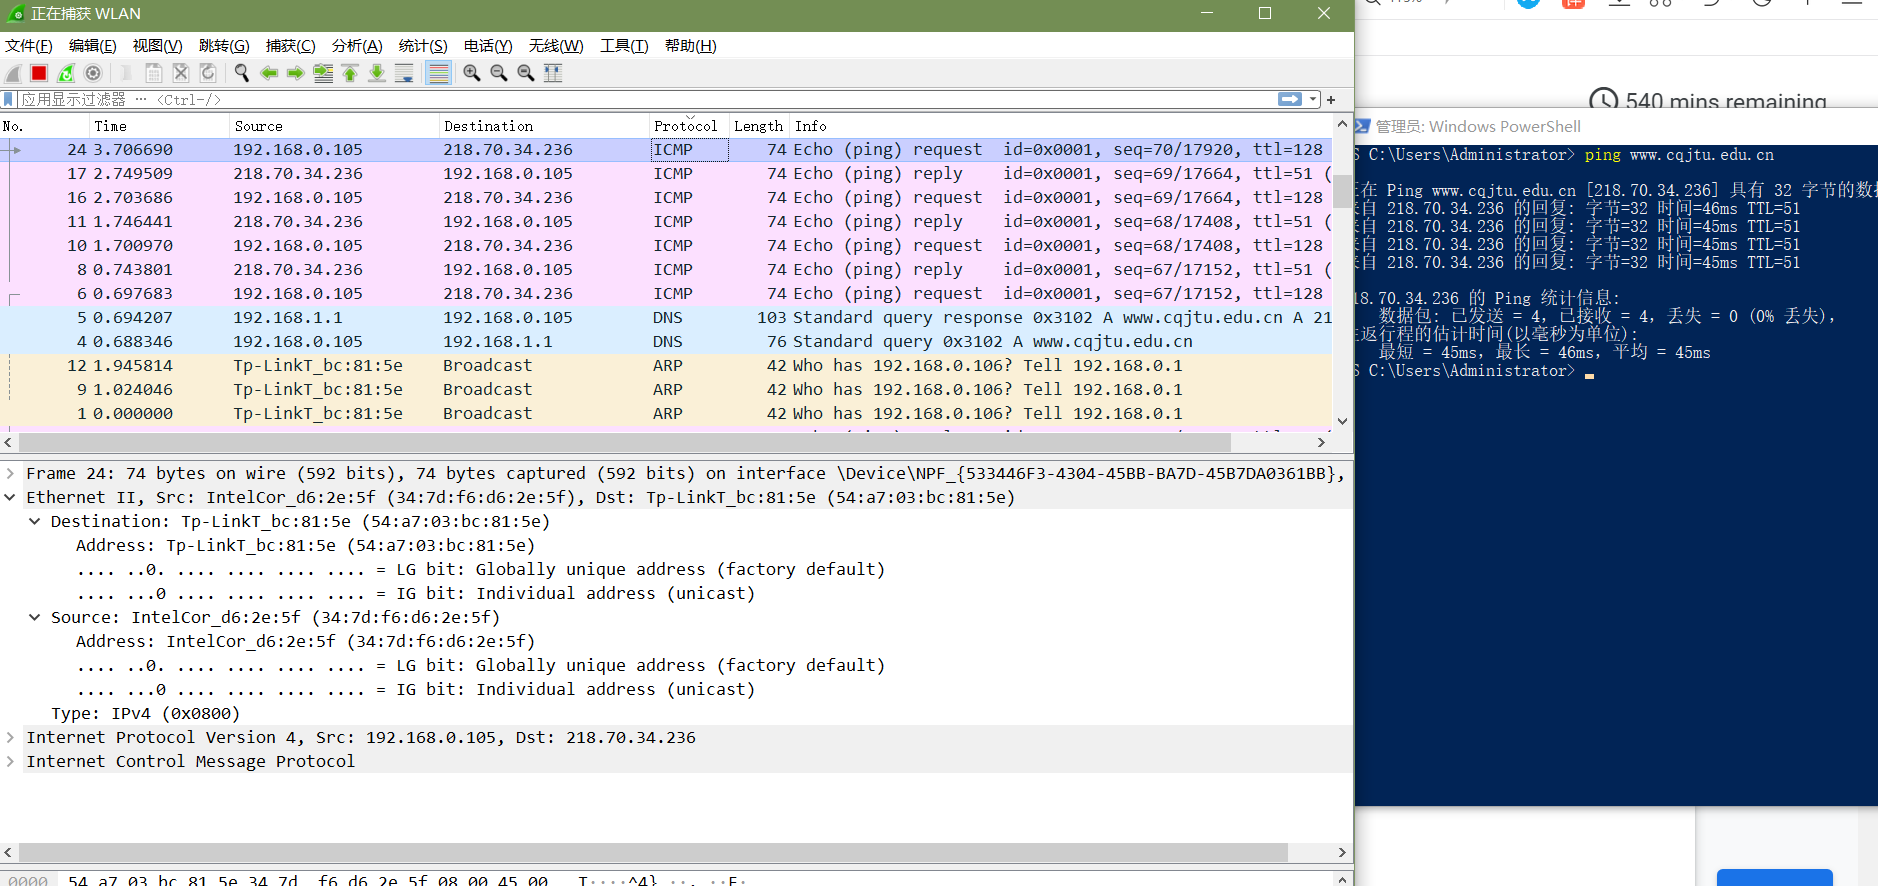 正在捕获 WLAN
文件(F) 编辑(E) 视图(V) 跳转(G) 捕获(C) 分析(A) 统计(S) 电话(Y) 无线(W) 工具(T) 帮助(H)
应用显示过滤器 … <Ctrl-/>
No. Time Source Destination Protocol Length Info
24 3.706690 192.168.0.105 218.70.34.236 ICMP 74 Echo (ping) request id=0x0001, seq=70/17920, ttl=128
17 2.749509 218.70.34.236 192.168.0.105 ICMP 74 Echo (ping) reply id=0x0001, seq=69/17664, ttl=51 (
16 2.703686 192.168.0.105 218.70.34.236 ICMP 74 Echo (ping) request id=0x0001, seq=69/17664, ttl=128
11 1.746441 218.70.34.236 192.168.0.105 ICMP 74 Echo (ping) reply id=0x0001, seq=68/17408, ttl=51 (
10 1.700970 192.168.0.105 218.70.34.236 ICMP 74 Echo (ping) request id=0x0001, seq=68/17408, ttl=128
8 0.743801 218.70.34.236 192.168.0.105 ICMP 74 Echo (ping) reply id=0x0001, seq=67/17152, ttl=51 (
6 0.697683 192.168.0.105 218.70.34.236 ICMP 74 Echo (ping) request id=0x0001, seq=67/17152, ttl=128
5 0.694207 192.168.1.1 192.168.0.105 DNS 103 Standard query response 0x3102 A www.cqjtu.edu.cn A 21
4 0.688346 192.168.0.105 192.168.1.1 DNS 76 Standard query 0x3102 A www.cqjtu.edu.cn
12 1.945814 Tp-LinkT_bc:81:5e Broadcast ARP 42 Who has 192.168.0.106? Tell 192.168.0.1
9 1.024046 Tp-LinkT_bc:81:5e Broadcast ARP 42 Who has 192.168.0.106? Tell 192.168.0.1
1 0.000000 Tp-LinkT_bc:81:5e Broadcast ARP 42 Who has 192.168.0.106? Tell 192.168.0.1
Frame 24: 74 bytes on wire (592 bits), 74 bytes captured (592 bits) on interface \Device\NPF_{533446F3-4304-45BB-BA7D-45B7DA0361BB},
Ethernet II, Src: IntelCor_d6:2e:5f (34:7d:f6:d6:2e:5f), Dst: Tp-LinkT_bc:81:5e (54:a7:03:bc:81:5e)
Destination: Tp-LinkT_bc:81:5e (54:a7:03:bc:81:5e)
Address: Tp-LinkT_bc:81:5e (54:a7:03:bc:81:5e)
.... ..0. .... .... .... .... = LG bit: Globally unique address (factory default)
.... ...0 .... .... .... .... = IG bit: Individual address (unicast)
Source: IntelCor_d6:2e:5f (34:7d:f6:d6:2e:5f)
Address: IntelCor_d6:2e:5f (34:7d:f6:d6:2e:5f)
.... ..0. .... .... .... .... = LG bit: Globally unique address (factory default)
.... ...0 .... .... .... .... = IG bit: Individual address (unicast)
Type: IPv4 (0x0800)
Internet Protocol Version 4, Src: 192.168.0.105, Dst: 218.70.34.236
Internet Control Message Protocol
0000 54 a7 03 bc 81 5e 34 7d f6 d6 2e 5f 08 00 45 00 T····^4} ··._··E·
540 mins remaining
管理员: Windows PowerShell
C:\Users\Administrator> ping www.cqjtu.edu.cn
在 Ping www.cqjtu.edu.cn [218.70.34.236] 具有 32 字节的数据
自 218.70.34.236 的回复: 字节=32 时间=46ms TTL=51
自 218.70.34.236 的回复: 字节=32 时间=45ms TTL=51
自 218.70.34.236 的回复: 字节=32 时间=45ms TTL=51
自 218.70.34.236 的回复: 字节=32 时间=45ms TTL=51
18.70.34.236 的 Ping 统计信息:
数据包: 已发送 = 4, 已接收 = 4, 丢失 = 0 (0% 丢失),
返行程的估计时间(以毫秒为单位):
最短 = 45ms, 最长 = 46ms, 平均 = 45ms
C:\Users\Administrator>